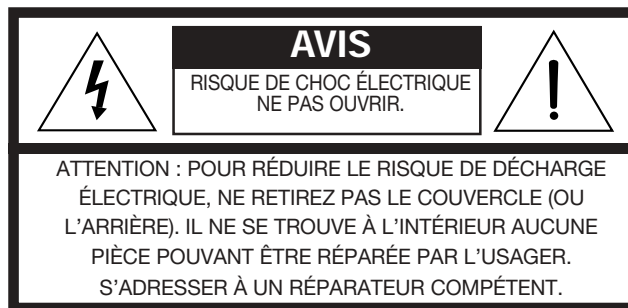 AVIS
RISQUE DE CHOC ÉLECTRIQUE
NE PAS OUVRIR.
ATTENTION : POUR RÉDUIRE LE RISQUE DE DÉCHARGE
ÉLECTRIQUE, NE RETIREZ PAS LE COUVERCLE (OU
L'ARRIÈRE). IL NE SE TROUVE À L'INTÉRIEUR AUCUNE
PIÈCE POUVANT ÊTRE RÉPARÉE PAR L'USAGER.
S'ADRESSER À UN RÉPARATEUR COMPÉTENT.